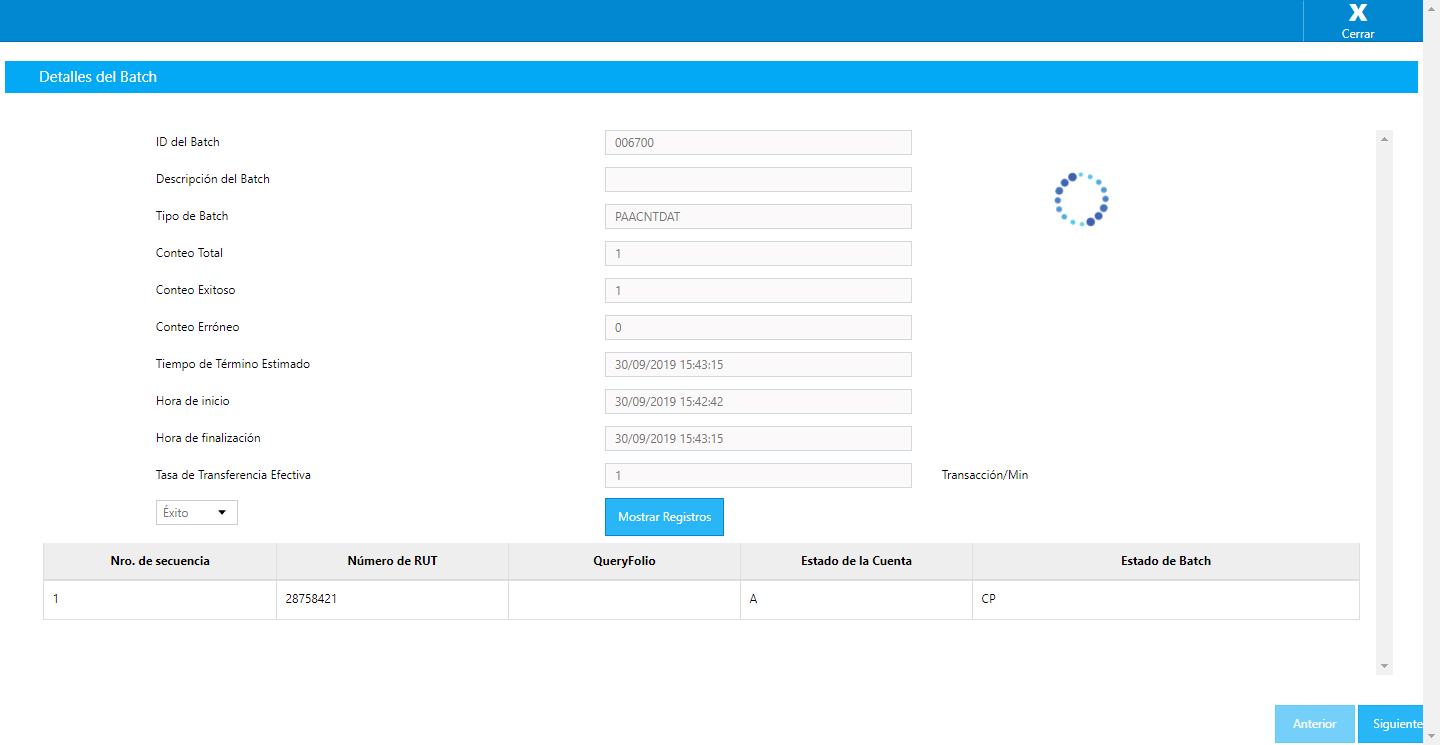 X
Cerrar
Detalles del Batch
ID del Batch 006700
Descripción del Batch
Tipo de Batch PAACNTDAT
Conteo Total 1
Conteo Exitoso 1
Conteo Erróneo 0
Tiempo de Término Estimado 30/09/2019 15:43:15
Hora de inicio 30/09/2019 15:42:42
Hora de finalización 30/09/2019 15:43:15
Tasa de Transferencia Efectiva 1 Transacción/Min
Éxito Mostrar Registros
Nro. de secuencia Número de RUT QueryFolio Estado de la Cuenta Estado de Batch
1 28758421 A CP
Anterior Siguiente